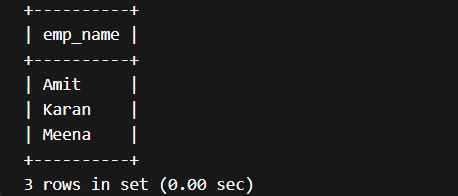 +----------+
| emp_name |
+----------+
| Amit     |
| Karan    |
| Meena    |
+----------+
3 rows in set (0.00 sec)